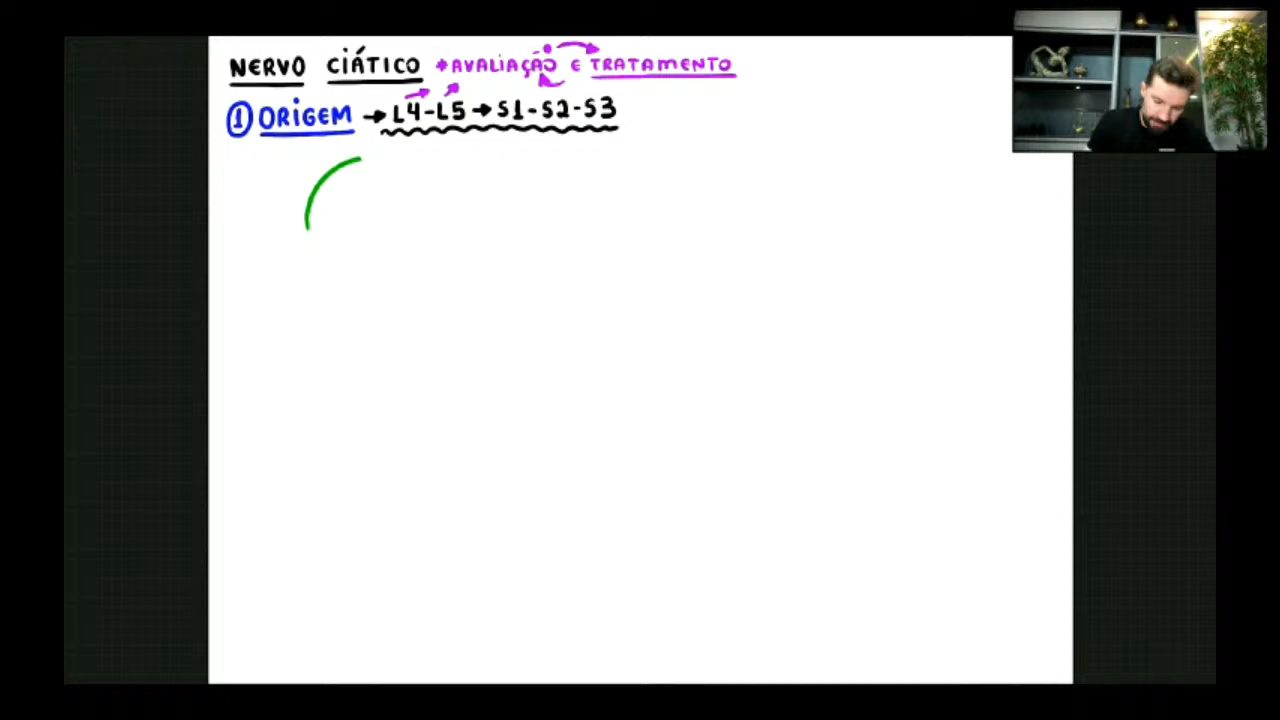 NERVO CIÁTICO *AVALIAÇÃO E TRATAMENTO
1 ORIGEM → L4-L5 → S1-S2-S3